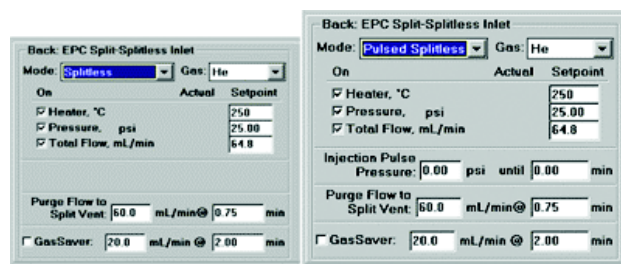 Back: EPC Split-Splitless Inlet
Mode: Splitless Gas: He
On Actual Setpoint
Heater, °C 250
Pressure, psi 25.00
Total Flow, mL/min 64.8
Purge Flow to
Split Vent: 60.0 mL/min@ 0.75 min
GasSaver: 20.0 mL/min @ 2.00 min
Back: EPC Split-Splitless Inlet
Mode: Pulsed Splitless Gas: He
On Actual Setpoint
Heater, °C 250
Pressure, psi 25.00
Total Flow, mL/min 64.8
Injection Pulse
Pressure: 0.00 psi until 0.00 min
Purge Flow to
Split Vent: 60.0 mL/min@ 0.75 min
GasSaver: 20.0 mL/min @ 2.00 min